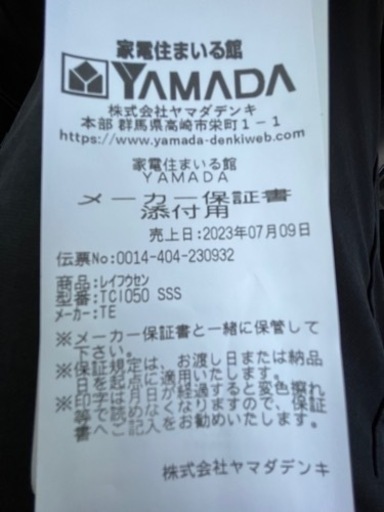 家電住まいる館
YAMADA
株式会社ヤマダデンキ
本部 群馬県高崎市栄町1-1
https://www.yamada-denkiweb.com
家電住まいる館
YAMADA
メーカー保証書
添付用
売上日:2023年07月09日
伝票No:0014-404-230932
商品:レイフウセン
型番:TCI050 SSS
メーカー:TE
※メーカー保証書と一緒に保管して
下さい。
※保証規定は、お渡し日または納品
日を起点に適用いたします。
※印字は月日が経過すると変色擦れ
等で読めなくなりますので、保証
書へご記入をお勧めいたします。
株式会社ヤマダデンキ